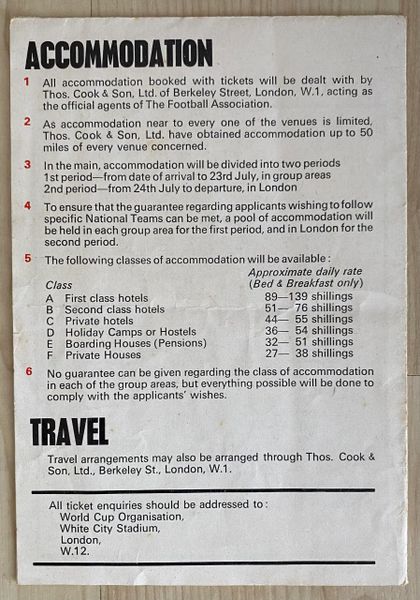 ACCOMMODATION
1 All accommodation booked with tickets will be dealt with by
Thos. Cook & Son, Ltd. of Berkeley Street, London, W.1, acting as
the official agents of The Football Association.
2 As accommodation near to every one of the venues is limited,
Thos. Cook & Son, Ltd. have obtained accommodation up to 50
miles of every venue concerned.
3 In the main, accommodation will be divided into two periods
1st period—from date of arrival to 23rd July, in group areas
2nd period—from 24th July to departure, in London
4 To ensure that the guarantee regarding applicants wishing to follow
specific National Teams can be met, a pool of accommodation will
be held in each group area for the first period, and in London for the
second period.
5 The following classes of accommodation will be available:
Approximate daily rate
Class (Bed & Breakfast only)
A First class hotels 89—139 shillings
B Second class hotels 51— 76 shillings
C Private hotels 44— 55 shillings
D Holiday Camps or Hostels 36— 54 shillings
E Boarding Houses (Pensions) 32— 51 shillings
F Private Houses 27— 38 shillings
6 No guarantee can be given regarding the class of accommodation
in each of the group areas, but everything possible will be done to
comply with the applicants' wishes.
TRAVEL
Travel arrangements may also be arranged through Thos. Cook &
Son, Ltd., Berkeley St., London, W.1.
All ticket enquiries should be addressed to:
World Cup Organisation,
White City Stadium,
London,
W.12.